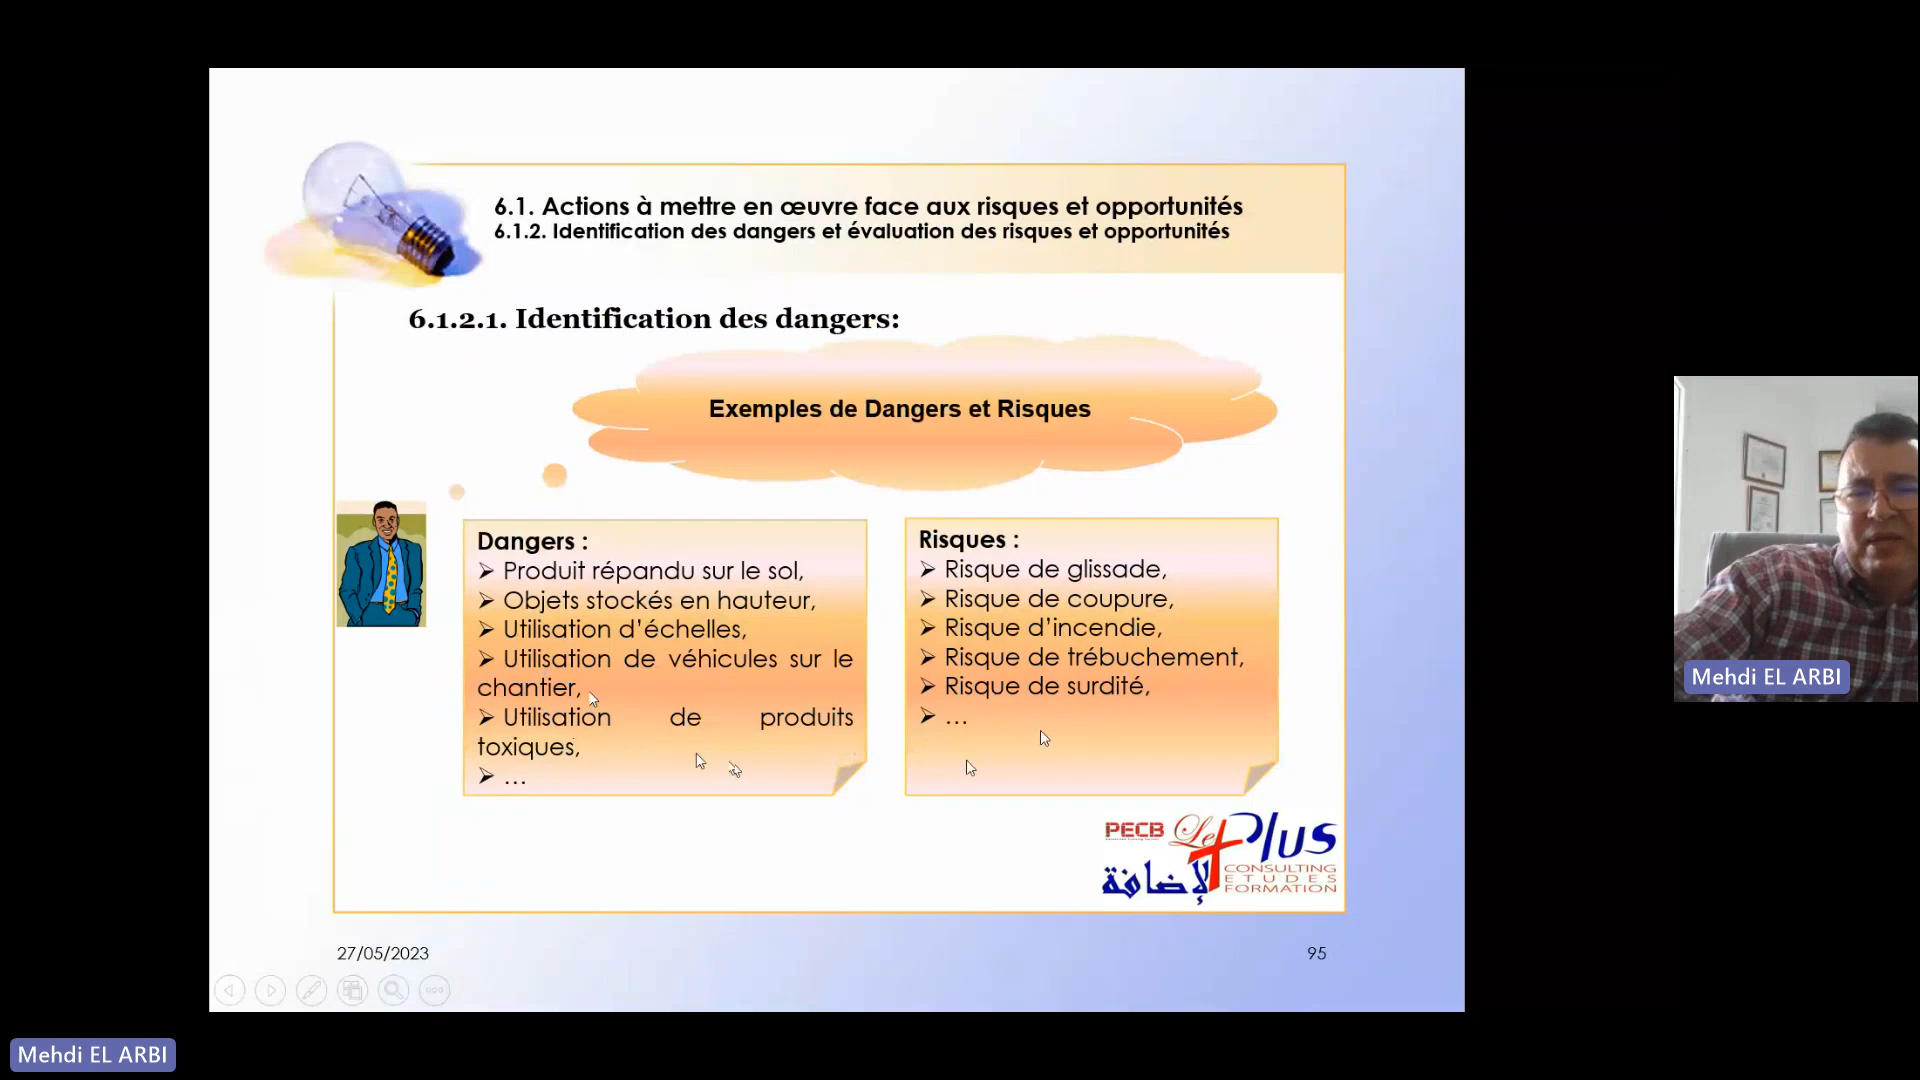 6.1. Actions à mettre en œuvre face aux risques et opportunités
6.1.2. Identification des dangers et évaluation des risques et opportunités
6.1.2.1. Identification des dangers:
Exemples de Dangers et Risques
Dangers :
➢ Produit répandu sur le sol,
➢ Objets stockés en hauteur,
➢ Utilisation d’échelles,
➢ Utilisation de véhicules sur le
chantier,
➢ Utilisation de produits
toxiques,
➢ …
Risques :
➢ Risque de glissade,
➢ Risque de coupure,
➢ Risque d’incendie,
➢ Risque de trébuchement,
➢ Risque de surdité,
➢ …
PECB Le Plus
الإضافة
CONSULTING
ETUDES
FORMATION
27/05/2023
95
Mehdi EL ARBI
Mehdi EL ARBI